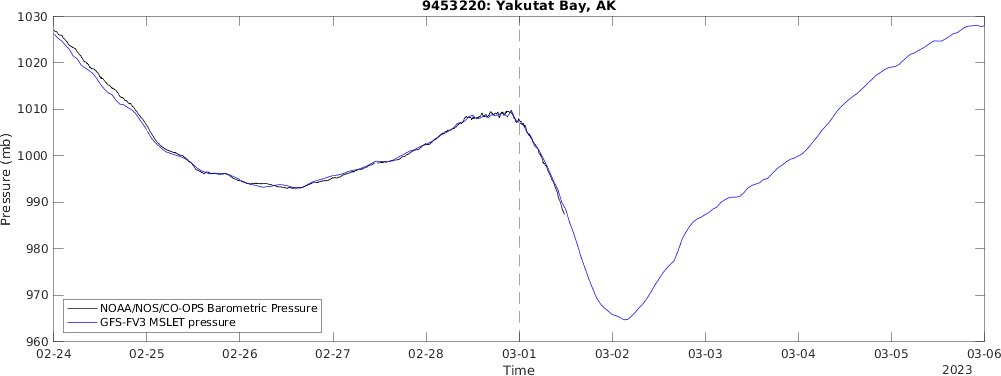 9453220: Yakutat Bay, AK
1030
1020
1010
1000
990
980
970
960
Pressure (mb)
NOAA/NOS/CO-OPS Barometric Pressure
GFS-FV3 MSLET pressure
02-24 02-25 02-26 02-27 02-28 03-01 03-02 03-03 03-04 03-05 03-06
Time
2023